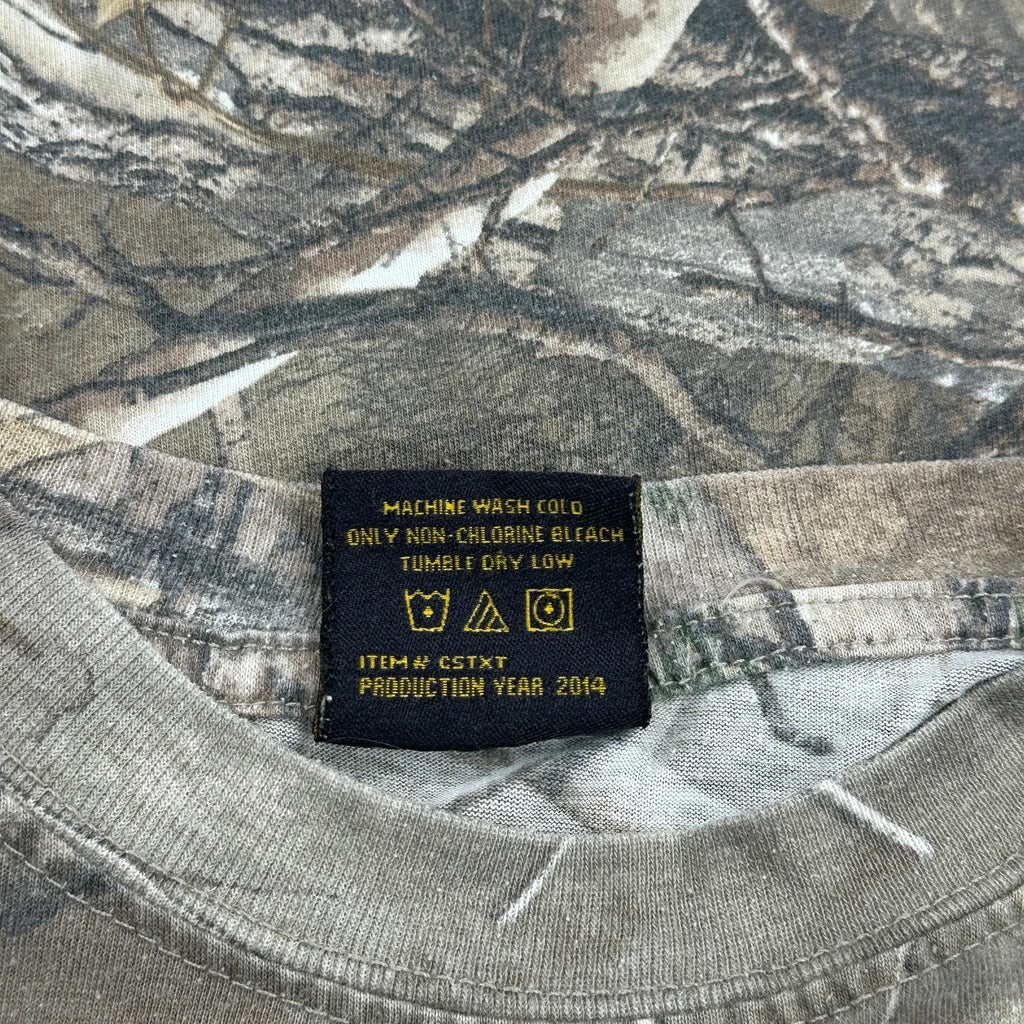 MACHINE WASH COLD
ONLY NON-CHLORINE BLEACH
TUMBLE DRY LOW
ITEM# CSTXT
PRODUCTION YEAR 2014